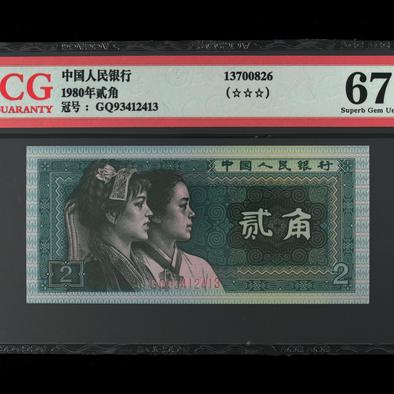 CG
GUARANTY
中国人民银行
1980年贰角
冠号： GQ93412413
13700826
(☆☆☆)
67
Superb Gem Un
中国人民银行
贰角
2
2